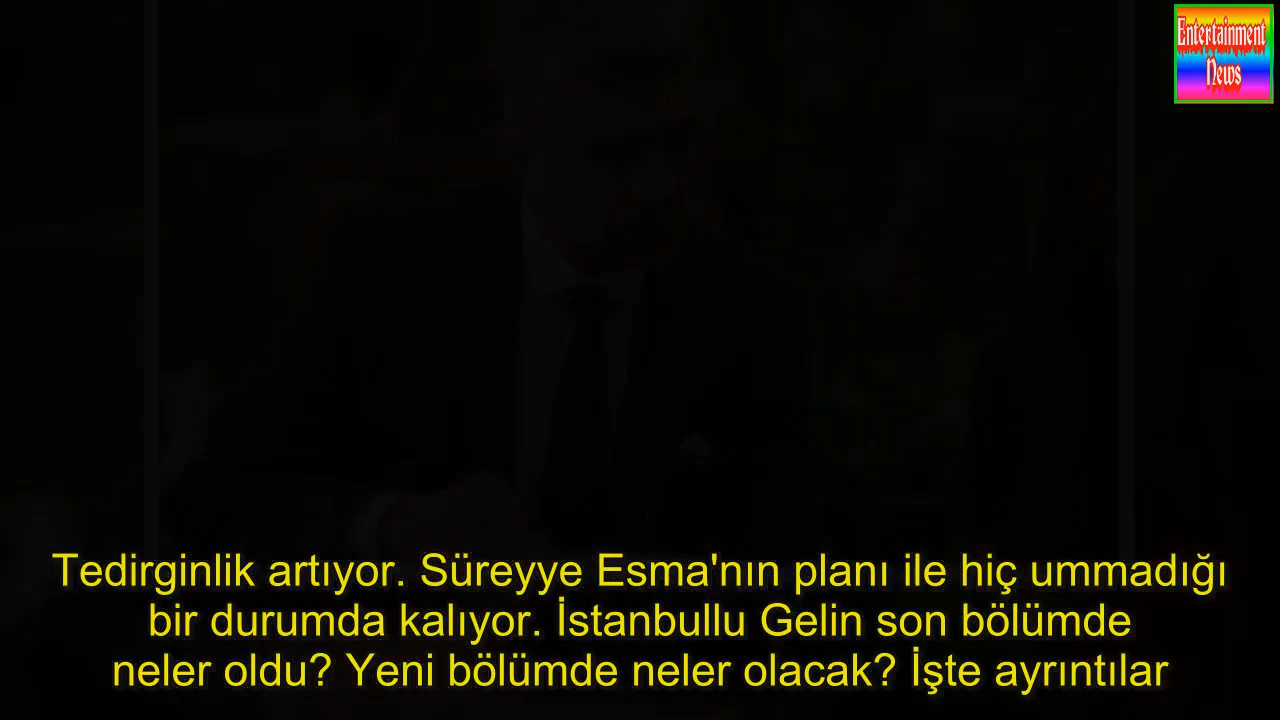 Entertainment
News
Tedirginlik artıyor. Süreyye Esma'nın planı ile hiç ummadığı
bir durumda kalıyor. İstanbullu Gelin son bölümde
neler oldu? Yeni bölümde neler olacak? İşte ayrıntılar